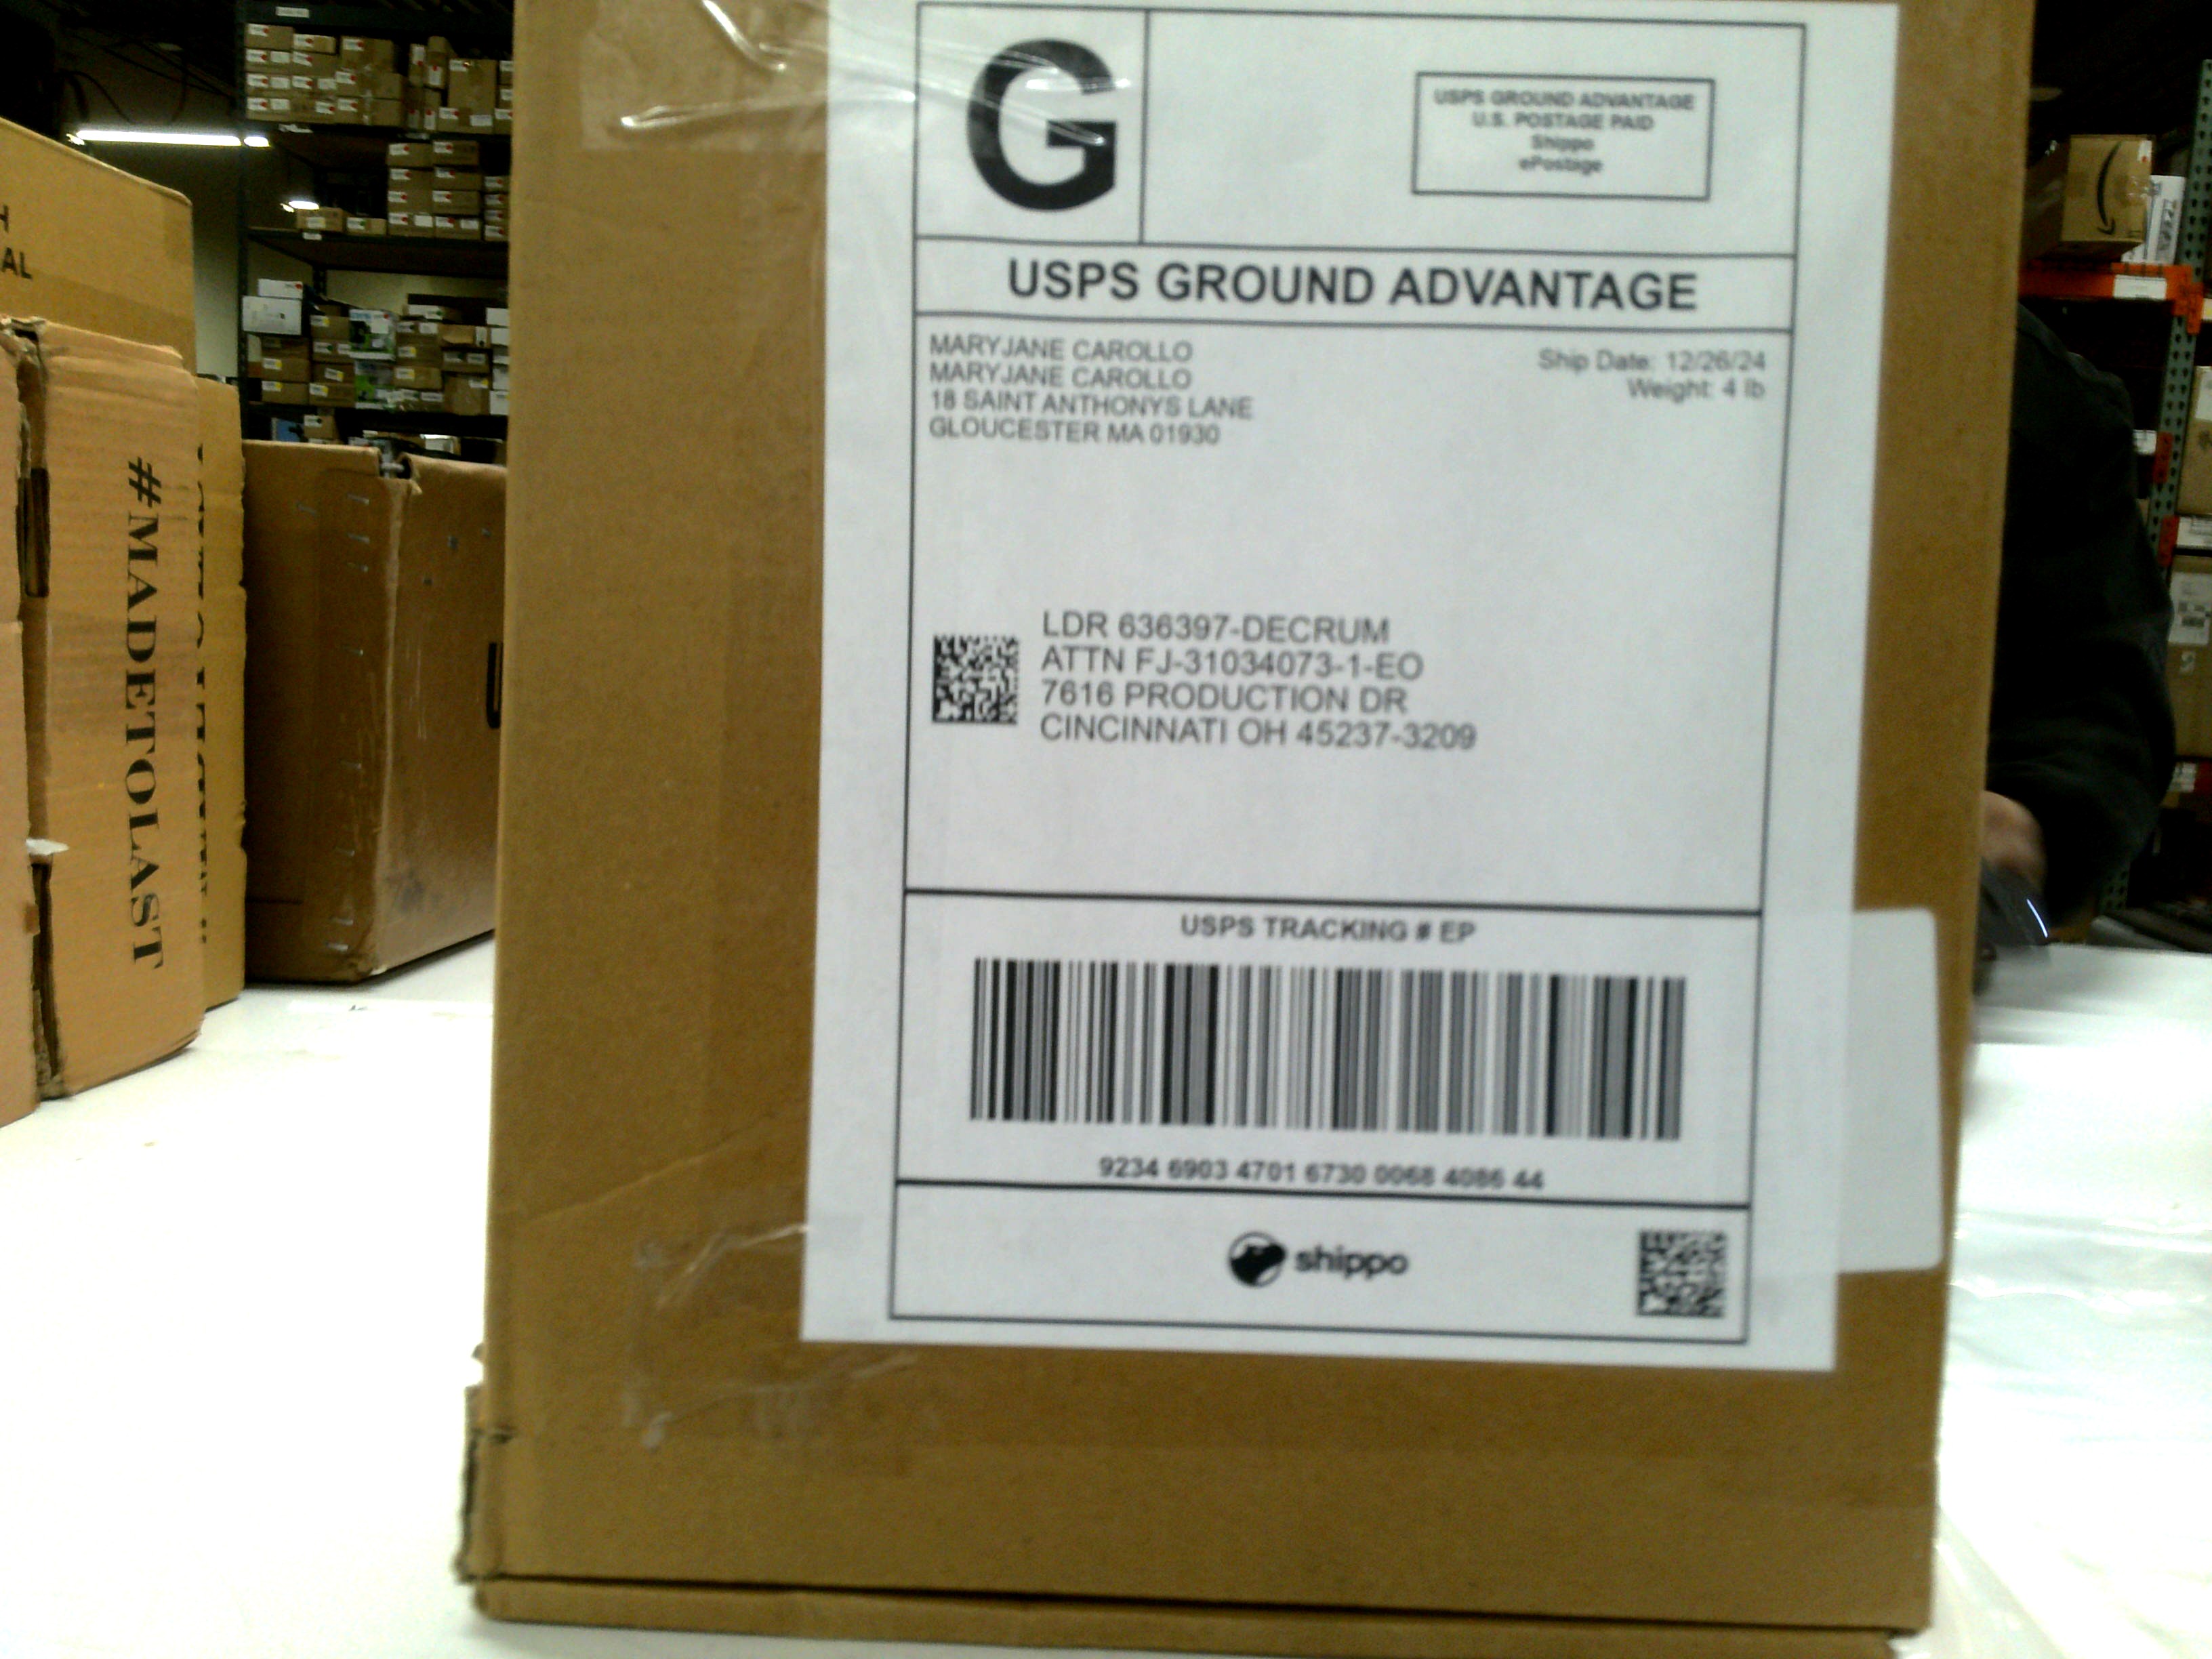 G
USPS GROUND ADVANTAGE
U.S. POSTAGE PAID
Shippo
ePostage
USPS GROUND ADVANTAGE
MARYJANE CAROLLO
MARYJANE CAROLLO
18 SAINT ANTHONYS LANE
GLOUCESTER MA 01930
Ship Date: 12/26/24
Weight: 4 lb
LDR 636397-DECRUM
ATTN FJ-31034073-1-EO
7616 PRODUCTION DR
CINCINNATI OH 45237-3209
USPS TRACKING # EP
9234 6903 4701 6730 0068 4086 44
shippo
#MADETOLAST
H
AL